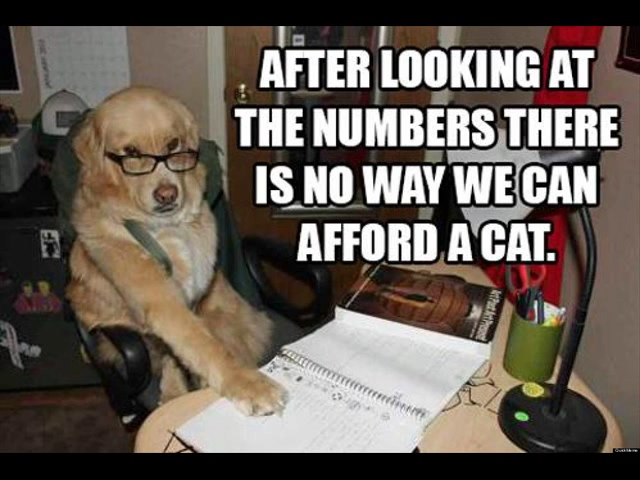 AFTER LOOKING AT
THE NUMBERS THERE
IS NO WAY WE CAN
AFFORD A CAT.